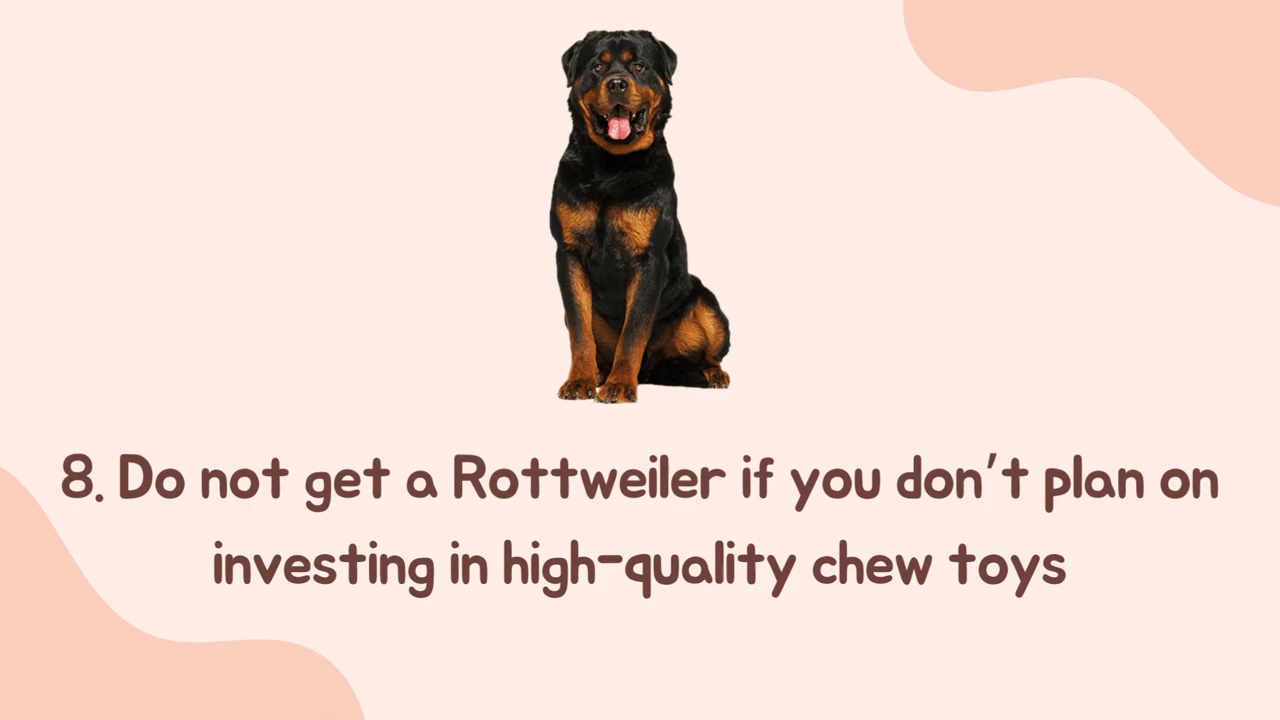 8. Do not get a Rottweiler if you don't plan on
investing in high-quality chew toys